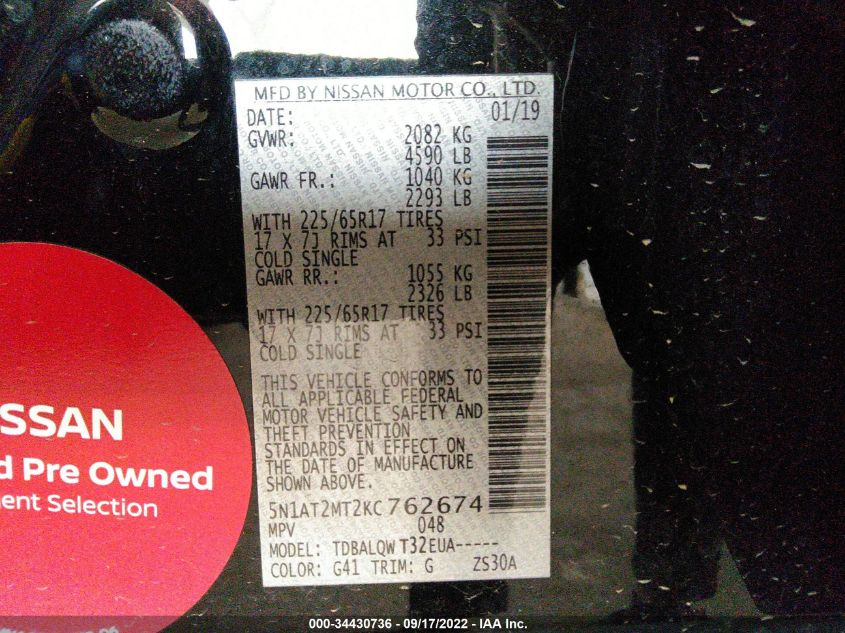 MFD BY NISSAN MOTOR CO., LTD.
DATE: 01/19
GVWR: 2082 KG
4590 LB
GAWR FR.: 1040 KG
2293 LB
WITH 225/65R17 TIRES
17 X 7J RIMS AT 33 PSI
COLD SINGLE
GAWR RR.: 1055 KG
2326 LB
WITH 225/65R17 TIRES
17 X 7J RIMS AT 33 PSI
COLD SINGLE
THIS VEHICLE CONFORMS TO
ALL APPLICABLE FEDERAL
MOTOR VEHICLE SAFETY AND
THEFT PREVENTION
STANDARDS IN EFFECT ON
THE DATE OF MANUFACTURE
SHOWN ABOVE.
5N1AT2MT2KC762674
MPV 048
MODEL: TDBALQWT32EUA-----
COLOR: G41 TRIM: G ZS30A
ISSAN
d Pre Owned
ent Selection
000-34430736 - 09/17/2022 - IAA Inc.